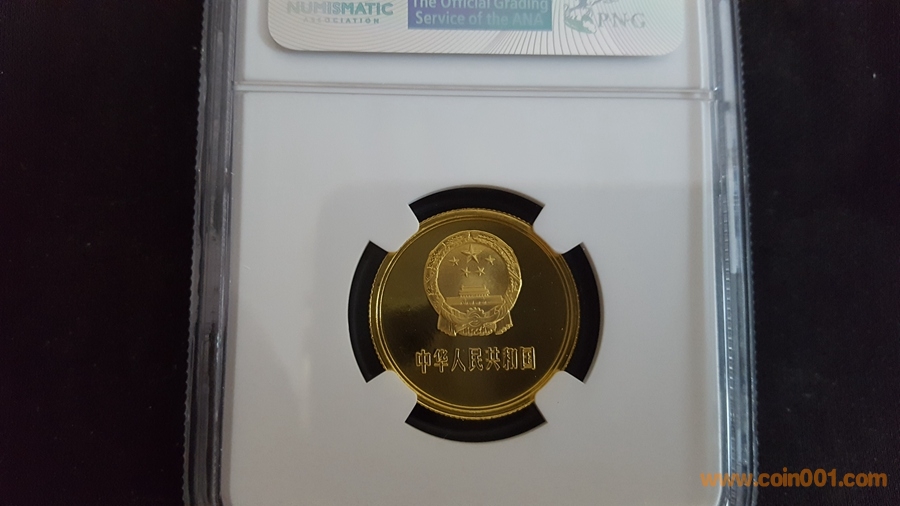 NUMISMATIC
ASSOCIATION
The Official Grading
Service of the ANA
PNG
中华人民共和国
www.coin001.com